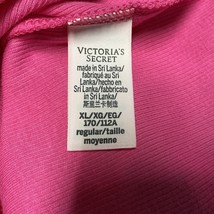 VICTORIA'S
SECRET
made in Sri Lanka/
fabriqué au Sri
Lanka/hecho en
Sri Lanka/fabbricato
in Sri Lanka/
斯里兰卡制造
XL/XG/EG/
170/112A
regular/taille
moyenne